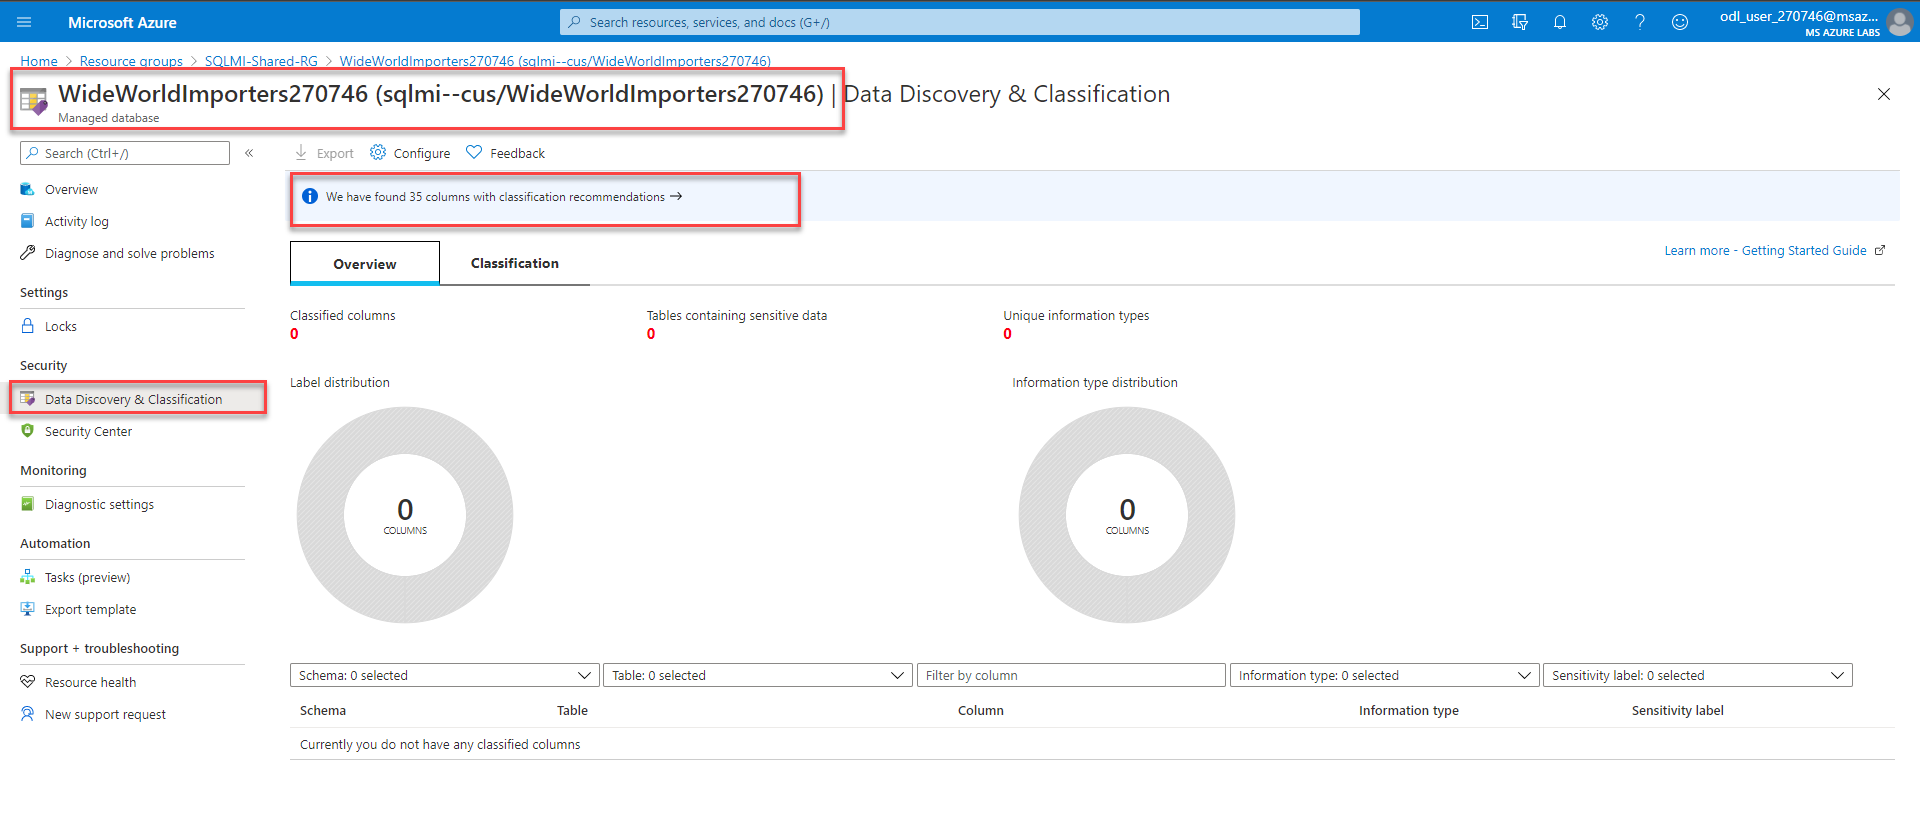 Microsoft Azure
Search resources, services, and docs (G+/)
odl_user_270746@msaz...
MS AZURE LABS
Home > Resource groups > SQLMI-Shared-RG > WideWorldImporters270746 (sqlmi--cus/WideWorldImporters270746)
WideWorldImporters270746 (sqlmi--cus/WideWorldImporters270746) | Data Discovery & Classification
Managed database
Search (Ctrl+/)
Overview
Activity log
Diagnose and solve problems
Settings
Locks
Security
Data Discovery & Classification
Security Center
Monitoring
Diagnostic settings
Automation
Tasks (preview)
Export template
Support + troubleshooting
Resource health
New support request
Export Configure Feedback
We have found 35 columns with classification recommendations →
Overview Classification
Learn more - Getting Started Guide
Classified columns Tables containing sensitive data Unique information types
0 0 0
Label distribution Information type distribution
0 0
COLUMNS COLUMNS
Schema: 0 selected Table: 0 selected Filter by column Information type: 0 selected Sensitivity label: 0 selected
Schema Table Column Information type Sensitivity label
Currently you do not have any classified columns